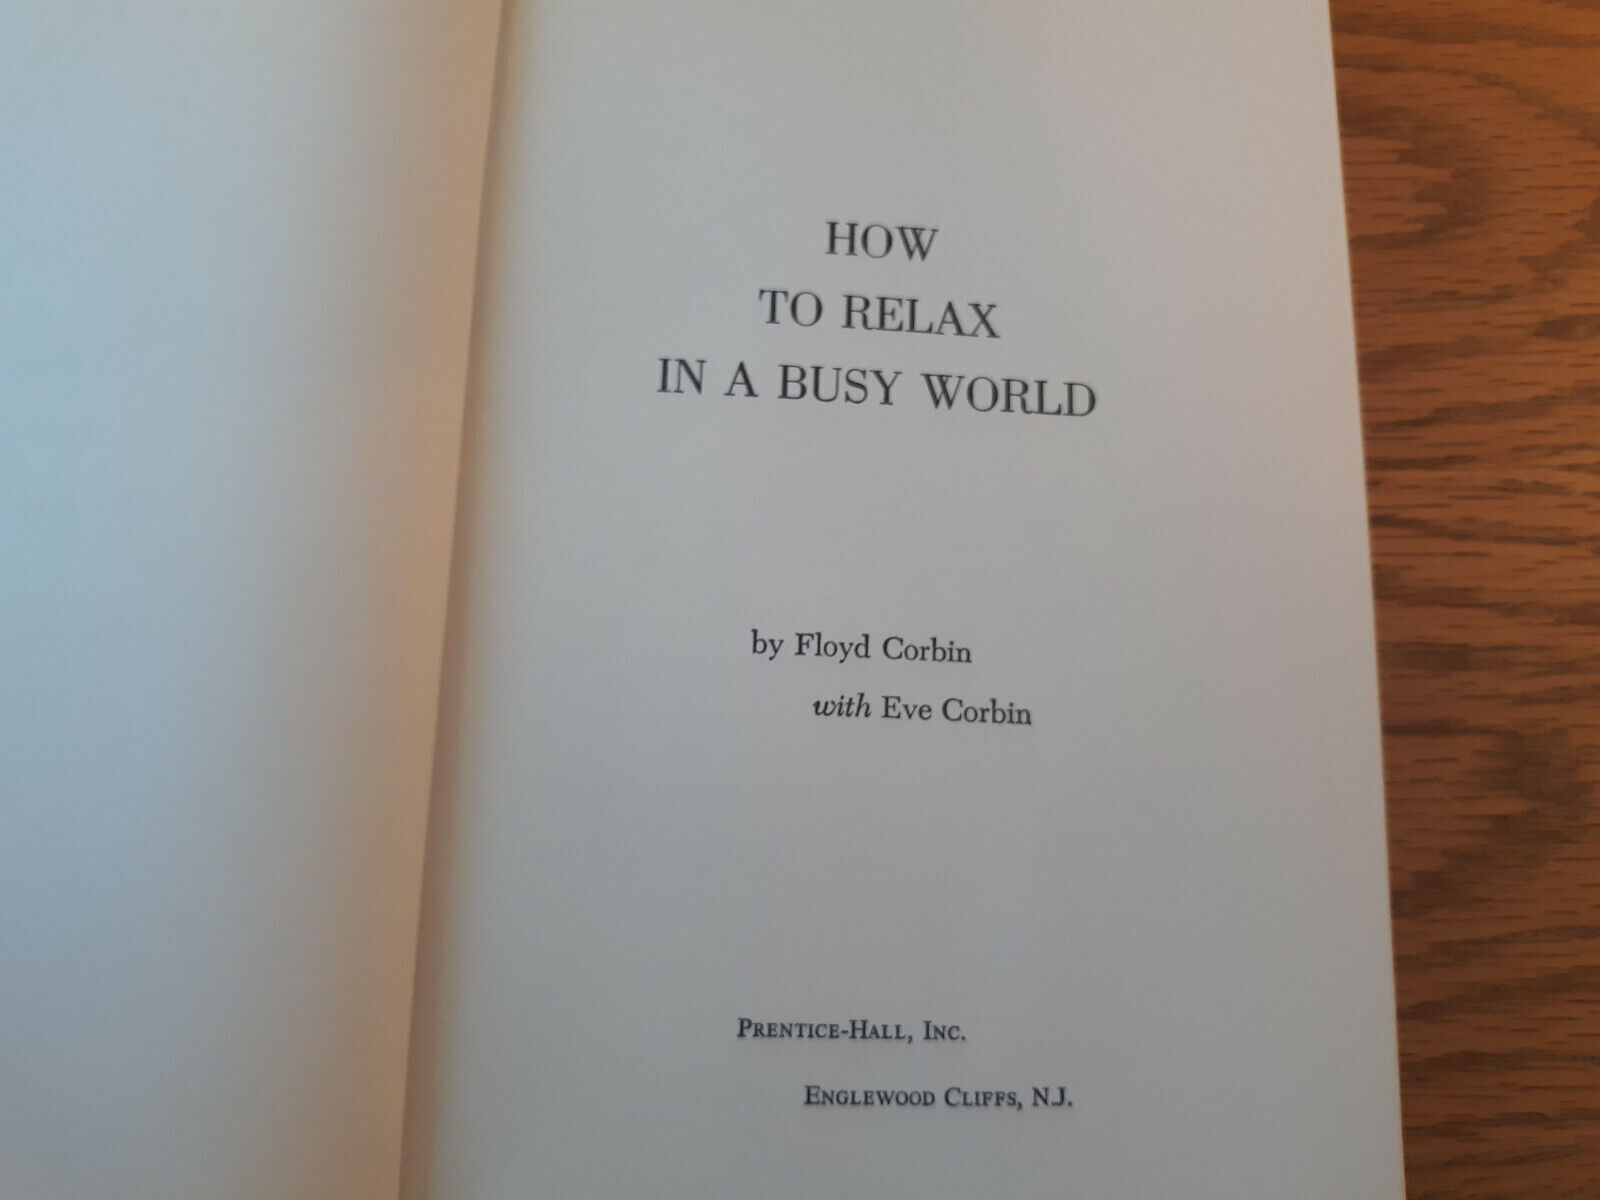 HOW
TO RELAX
IN A BUSY WORLD
by Floyd Corbin
with Eve Corbin
PRENTICE-HALL, INC.
ENGLEWOOD CLIFFS, N.J.